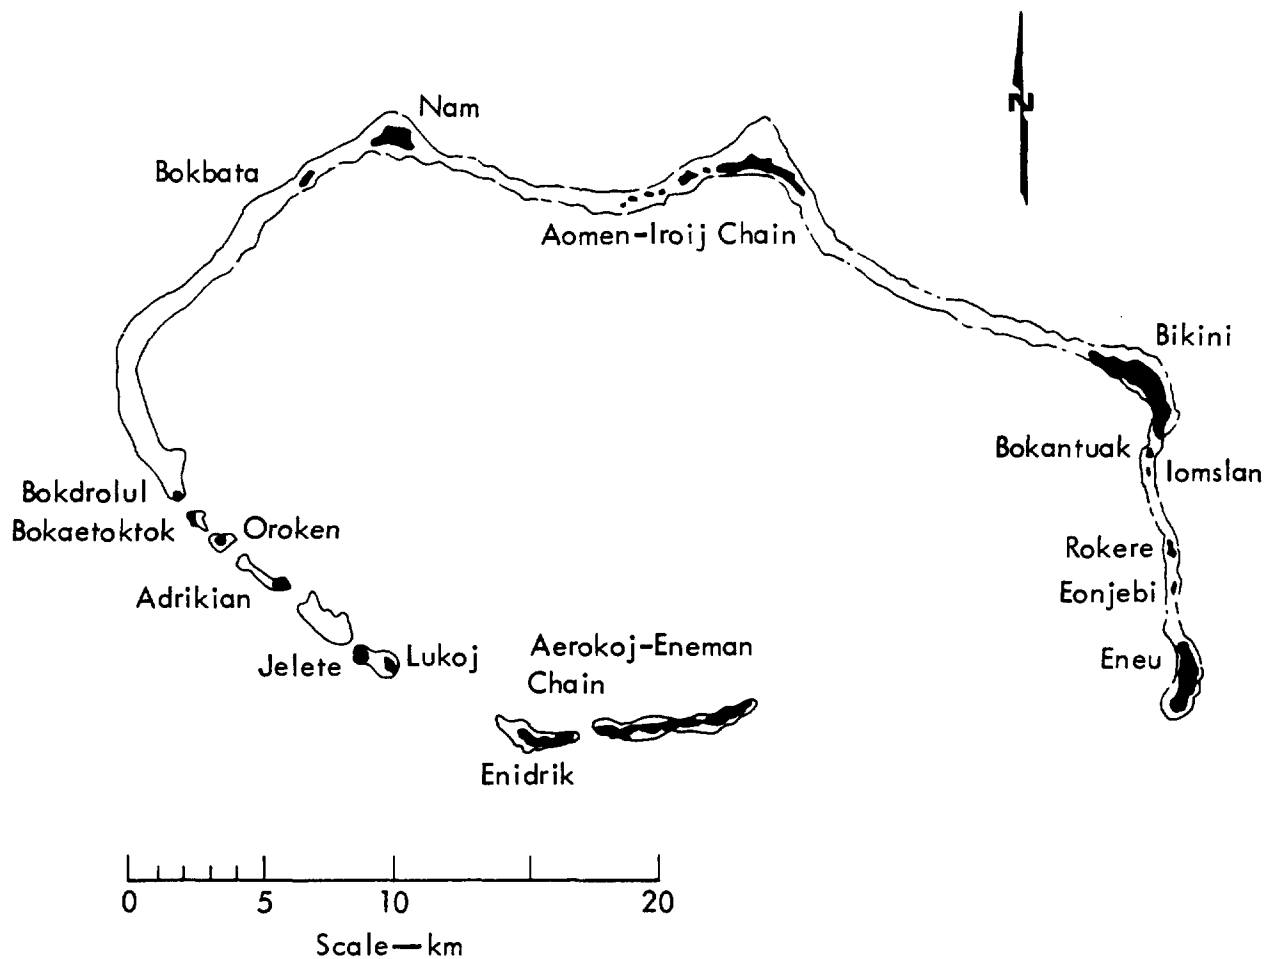 N
Nam
Bokbata
Aomen-Iroij Chain
Bikini
Bokantuak
Iomslan
Bokdrolul
Bokaetoktok
Oroken
Rokere
Adrikian
Eonjebi
Jelete
Lukoj
Aerokoj-Eneman
Chain
Eneu
Enidrik
0 5 10 20
Scale—km